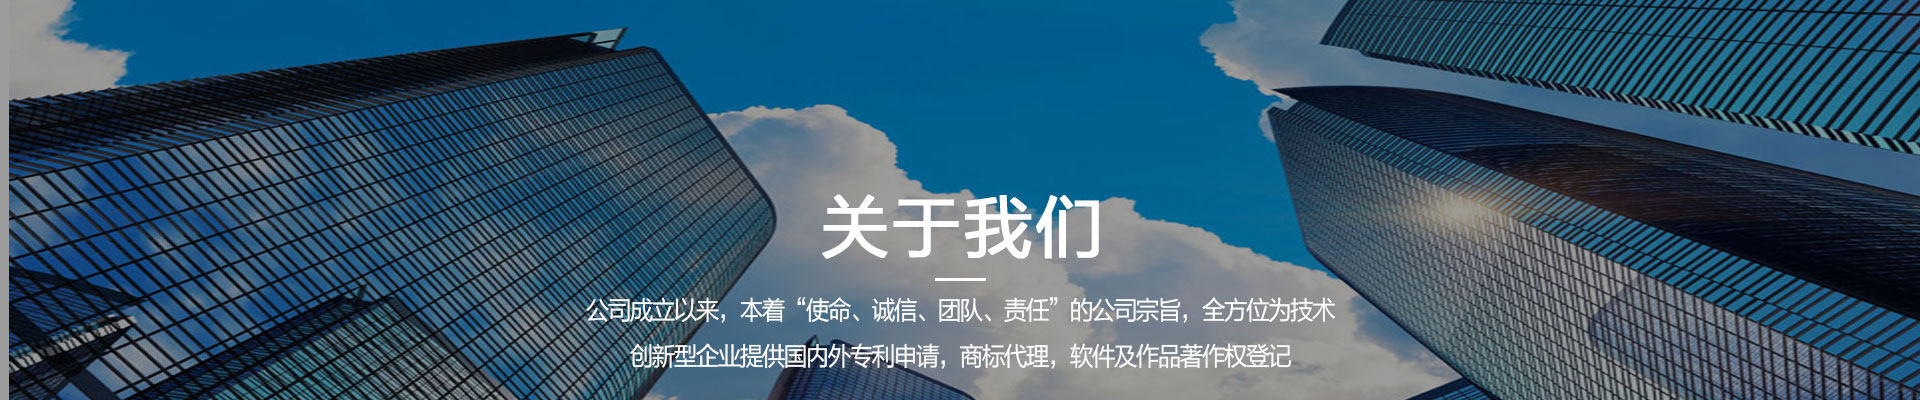 关于我们
公司成立以来，本着“使命、诚信、团队、责任”的公司宗旨，全方位为技术
创新型企业提供国内外专利申请，商标代理，软件及作品著作权登记